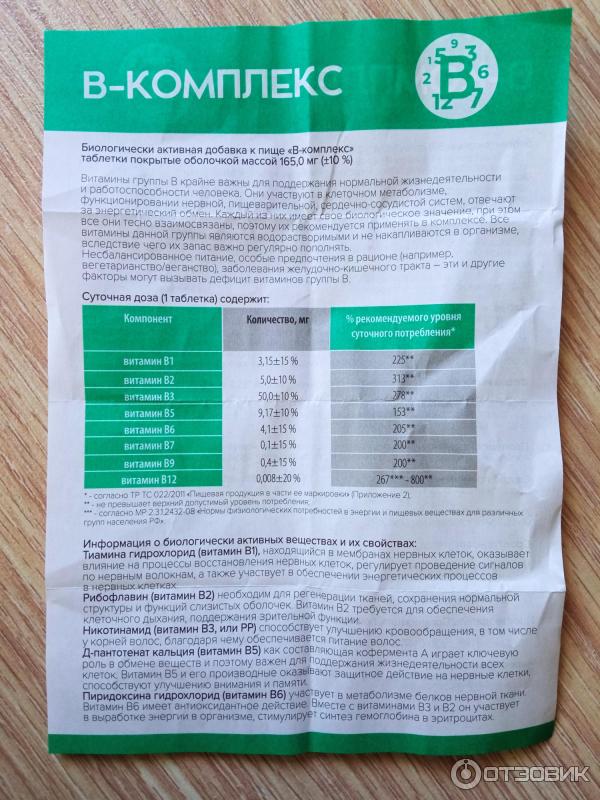 В-КОМПЛЕКС
9
15 3
2 В 6
12 7
Биологически активная добавка к пище «В-комплекс»
таблетки покрытые оболочкой массой 165,0 мг (±10 %)
Витамины группы В крайне важны для поддержания нормальной жизнедеятельности
и работоспособности человека. Они участвуют в клеточном метаболизме,
функционировании нервной, пищеварительной, сердечно-сосудистой систем, отвечают
за энергетический обмен. Каждый из них имеет свое биологическое значение, при этом
все они тесно взаимосвязаны, поэтому их рекомендуется применять в комплексе. Все
витамины данной группы являются водорастворимыми и не накапливаются в организме,
вследствие чего их запас важно регулярно пополнять.
Несбалансированное питание, особые предпочтения в рационе (например,
вегетарианство/веганство), заболевания желудочно-кишечного тракта – эти и другие
факторы могут вызывать дефицит витаминов группы В.
Суточная доза (1 таблетка) содержит:
Компонент Количество, мг % рекомендуемого уровня
суточного потребления*
витамин В1 3,15±15 % 225**
витамин В2 5,0±10 % 313**
витамин В3 50,0±10 % 278**
витамин В5 9,17±10 % 153**
витамин В6 4,1±15 % 205**
витамин В7 0,1±15 % 200**
витамин В9 0,4±15 % 200**
витамин В12 0,008±20 % 267*** - 800**
* - согласно ТР ТС 022/2011 «Пищевая продукция в части ее маркировки» (Приложение 2);
** - не превышает верхний допустимый уровень потребления;
*** - согласно МР 2.3.1.2432-08 «Нормы физиологических потребностей в энергии и пищевых веществах для различных
групп населения РФ».
Информация о биологически активных веществах и их свойствах:
Тиамина гидрохлорид (витамин В1), находящийся в мембранах нервных клеток, оказывает
влияние на процессы восстановления нервных клеток, регулирует проведение сигналов
по нервным волокнам, а также участвует в обеспечении энергетических процессов
в нервных клетках.
Рибофлавин (витамин В2) необходим для регенерации тканей, сохранения нормальной
структуры и функций слизистых оболочек. Витамин В2 требуется для обеспечения
клеточного дыхания, поддержания зрительной функции.
Никотинамид (витамин В3, или РР) способствует улучшению кровообращения, в том числе
у корней волос, благодаря чему обеспечивается питание волос.
Д-пантотенат кальция (витамин В5) как составляющая кофермента А играет ключевую
роль в обмене веществ и поэтому важен для поддержания жизнедеятельности всех
клеток. Витамин В5 и его производные оказывают защитное действие на нервные клетки,
способствуют улучшению внимания и памяти.
Пиридоксина гидрохлорид (витамин В6) участвует в метаболизме белков нервной ткани.
Витамин В6 имеет антиоксидантное действие. Вместе с витаминами В3 и В2 он участвует
в выработке энергии в организме, стимулирует синтез гемоглобина в эритроцитах.
ОТЗОВИК